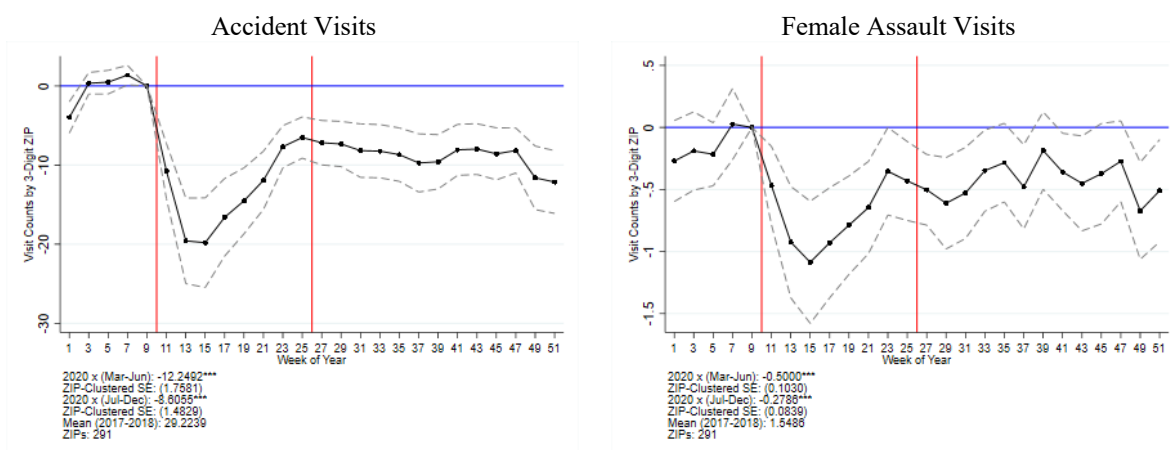 Accident Visits
Visit Counts by 3-Digit ZIP
0
-10
-20
-30
1 3 5 7 9 11 13 15 17 19 21 23 25 27 29 31 33 35 37 39 41 43 45 47 49 51
Week of Year
2020 x (Mar-Jun): -12.2492***
ZIP-Clustered SE: (1.7581)
2020 x (Jul-Dec): -8.6055***
ZIP-Clustered SE: (1.4829)
Mean (2017-2018): 29.2239
ZIPs: 291
Female Assault Visits
Visit Counts by 3-Digit ZIP
.5
0
-.5
-1
-1.5
1 3 5 7 9 11 13 15 17 19 21 23 25 27 29 31 33 35 37 39 41 43 45 47 49 51
Week of Year
2020 x (Mar-Jun): -0.5000***
ZIP-Clustered SE: (0.1030)
2020 x (Jul-Dec): -0.2786***
ZIP-Clustered SE: (0.0839)
Mean (2017-2018): 1.5486
ZIPs: 291